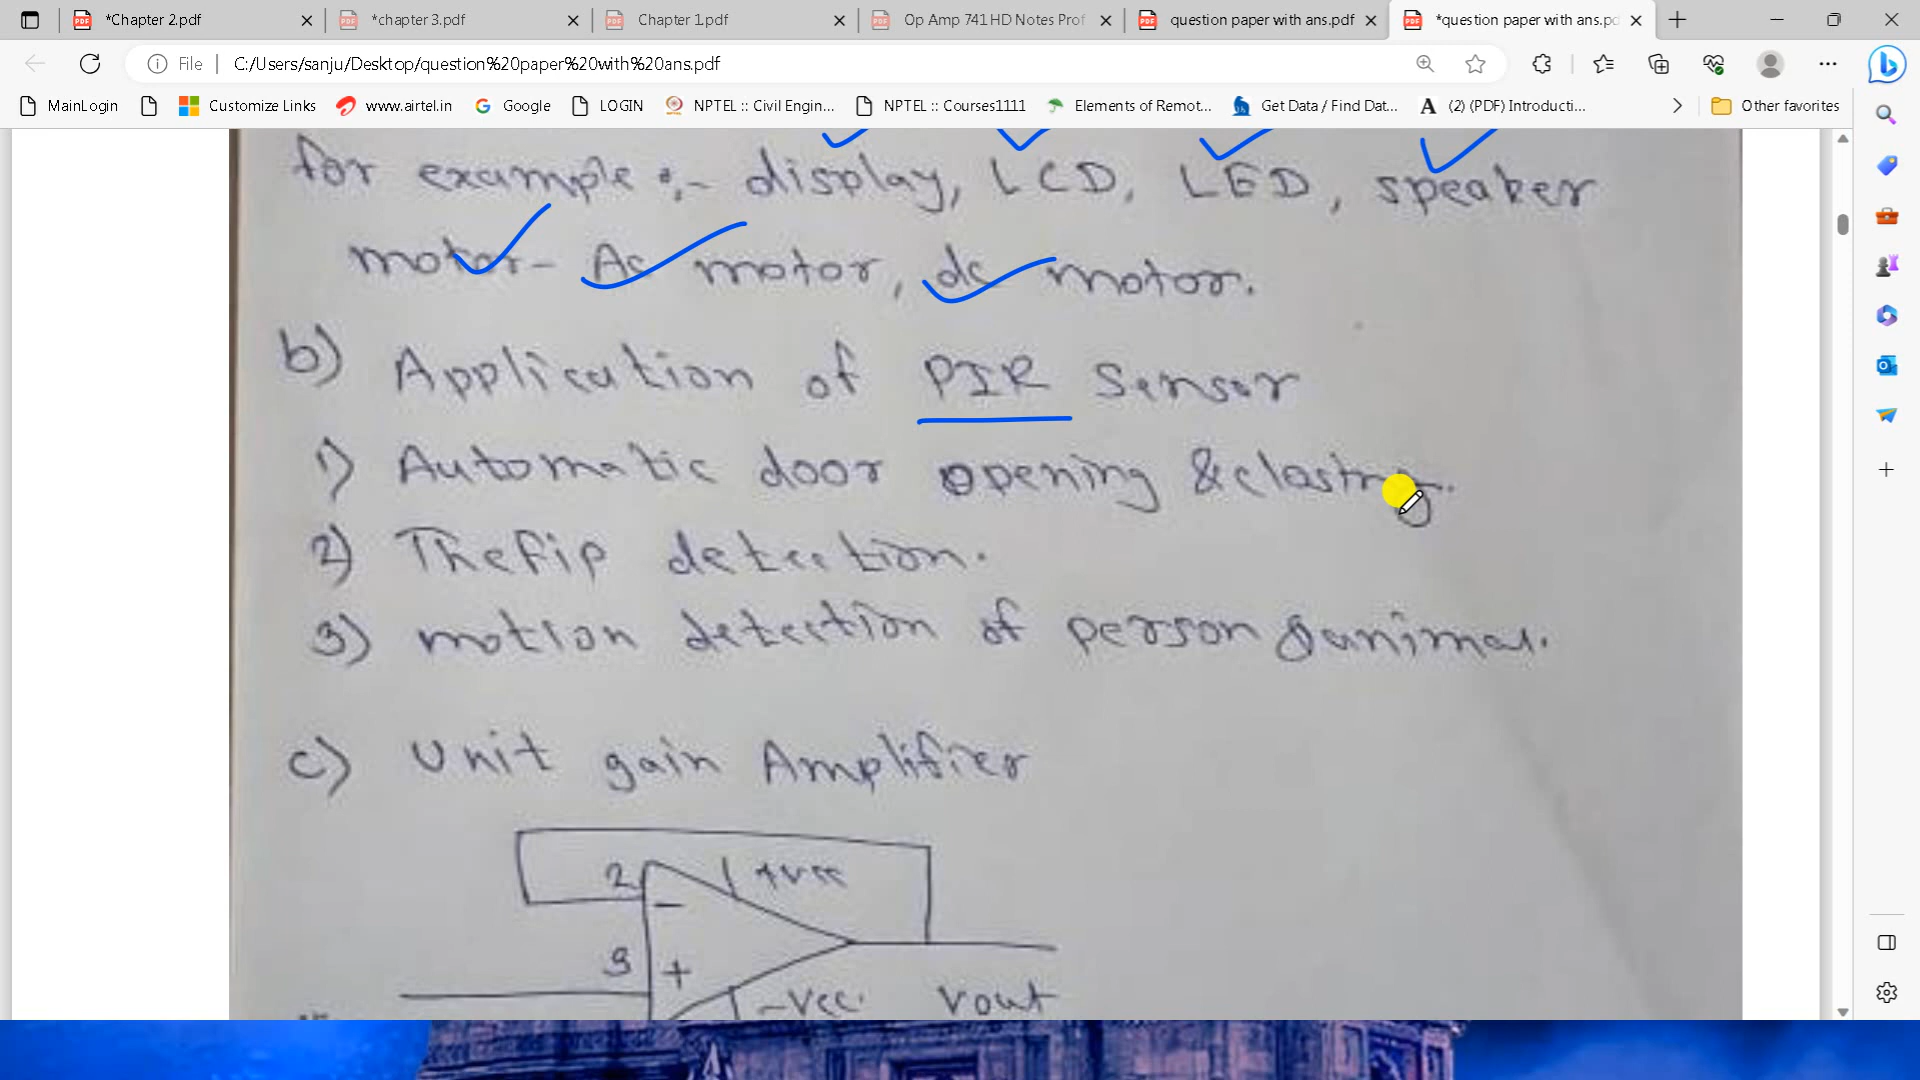 *Chapter 2.pdf
*chapter 3.pdf
Chapter 1.pdf
Op Amp 741 HD Notes Prof
question paper with ans.pdf
*question paper with ans.pd
File
C:/Users/sanju/Desktop/question%20paper%20with%20ans.pdf
MainLogin
Customize Links
www.airtel.in
Google
LOGIN
NPTEL :: Civil Engin...
NPTEL :: Courses1111
Elements of Remot...
Get Data / Find Dat...
(2) (PDF) Introducti...
Other favorites
for example :- display, LCD, LED, speaker
motor - Ac motor, dc motor.
b) Application of PIR Sensor
1) Automatic door opening & closing.
2) Thefip detection.
3) motion detection of person & animal.
c) Unit gain Amplifier
2 - +vcc
3 +
-Vcc. Vout